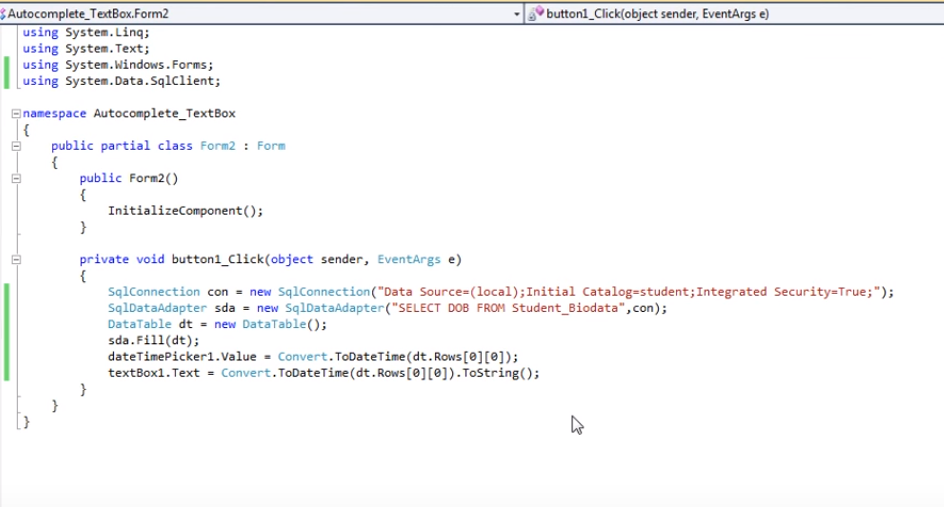 Autocomplete_TextBox.Form2
button1_Click(object sender, EventArgs e)
using System.Linq;
using System.Text;
using System.Windows.Forms;
using System.Data.SqlClient;
namespace Autocomplete_TextBox
{
public partial class Form2 : Form
{
public Form2()
{
InitializeComponent();
}
private void button1_Click(object sender, EventArgs e)
{
SqlConnection con = new SqlConnection("Data Source=(local);Initial Catalog=student;Integrated Security=True;");
SqlDataAdapter sda = new SqlDataAdapter("SELECT DOB FROM Student_Biodata",con);
DataTable dt = new DataTable();
sda.Fill(dt);
dateTimePicker1.Value = Convert.ToDateTime(dt.Rows[0][0]);
textBox1.Text = Convert.ToDateTime(dt.Rows[0][0]).ToString();
}
}
}